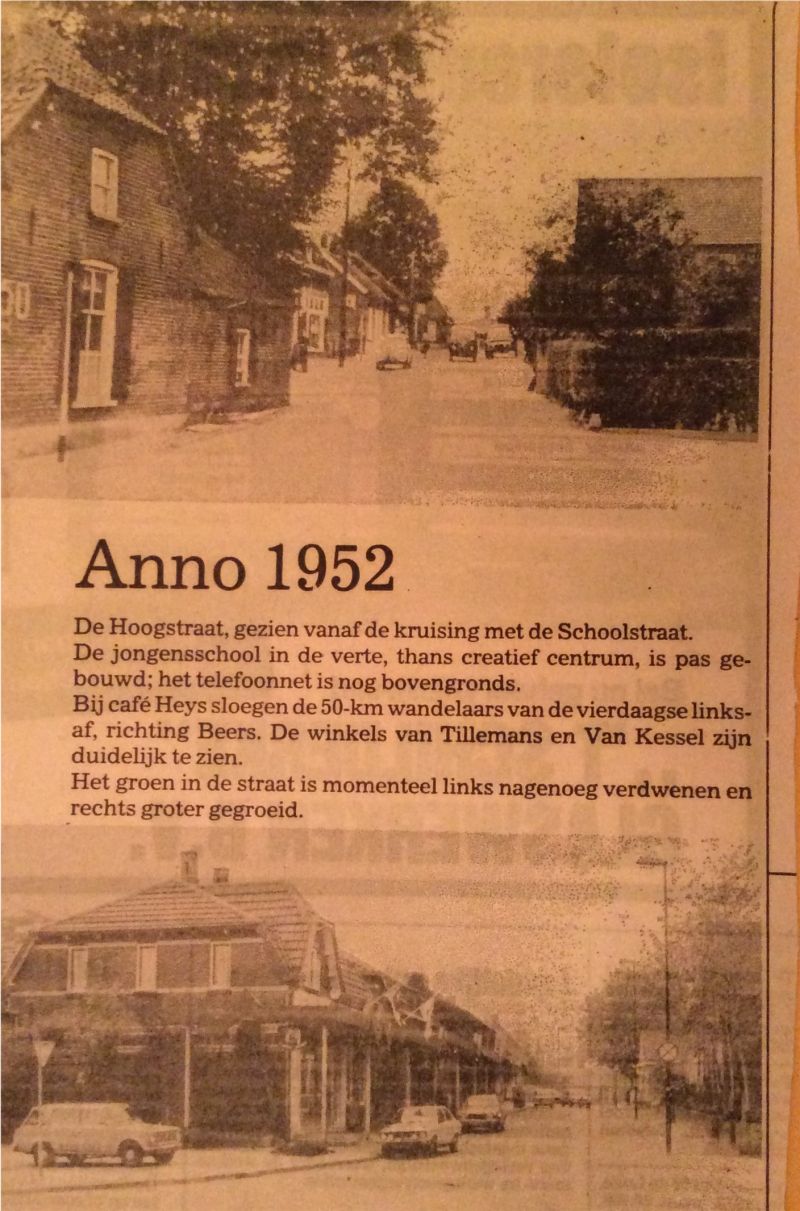 Anno 1952
De Hoogstraat, gezien vanaf de kruising met de Schoolstraat.
De jongensschool in de verte, thans creatief centrum, is pas ge-
bouwd; het telefoonnet is nog bovengronds.
Bij café Heys sloegen de 50-km wandelaars van de vierdaagse links-
af, richting Beers. De winkels van Tillemans en Van Kessel zijn
duidelijk te zien.
Het groen in de straat is momenteel links nagenoeg verdwenen en
rechts groter gegroeid.